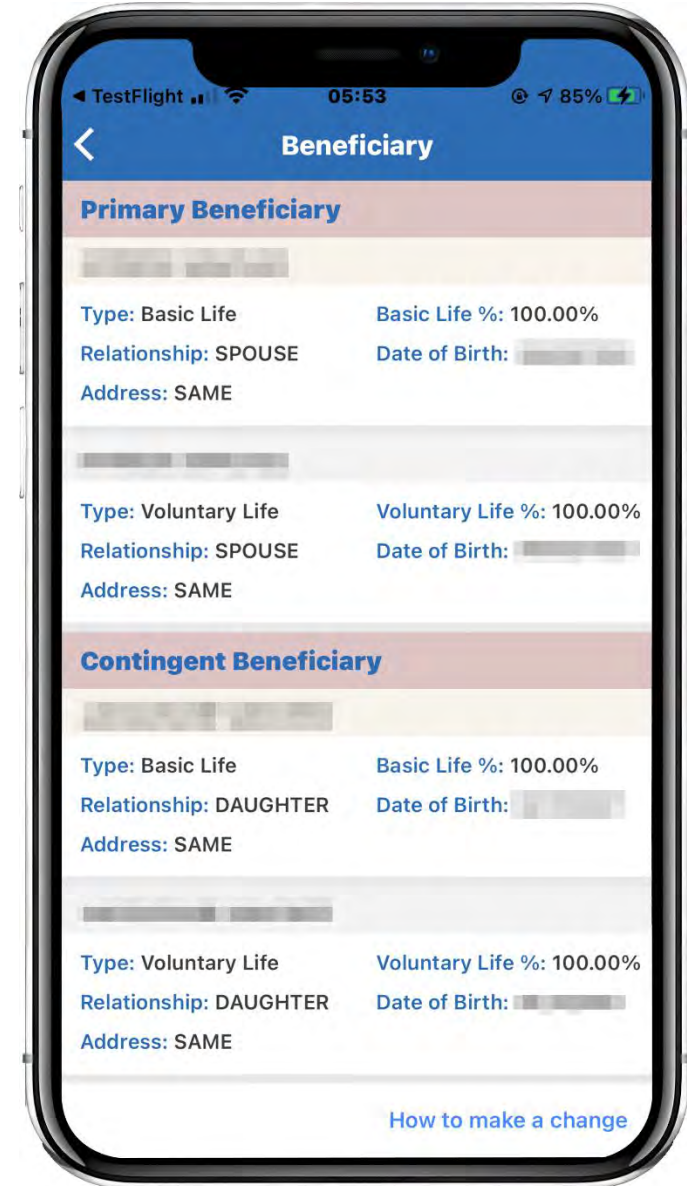 ◀ TestFlight 05:53 85%
Beneficiary
Primary Beneficiary
Type: Basic Life Basic Life %: 100.00%
Relationship: SPOUSE Date of Birth:
Address: SAME
Type: Voluntary Life Voluntary Life %: 100.00%
Relationship: SPOUSE Date of Birth:
Address: SAME
Contingent Beneficiary
Type: Basic Life Basic Life %: 100.00%
Relationship: DAUGHTER Date of Birth:
Address: SAME
Type: Voluntary Life Voluntary Life %: 100.00%
Relationship: DAUGHTER Date of Birth:
Address: SAME
How to make a change